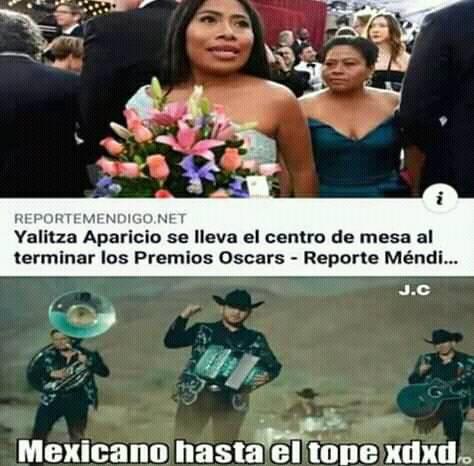 i
REPORTEMENDIGO.NET
Yalitza Aparicio se lleva el centro de mesa al
terminar los Premios Oscars - Reporte Méndi...
J.C
Mexicano hasta el tope xdxd